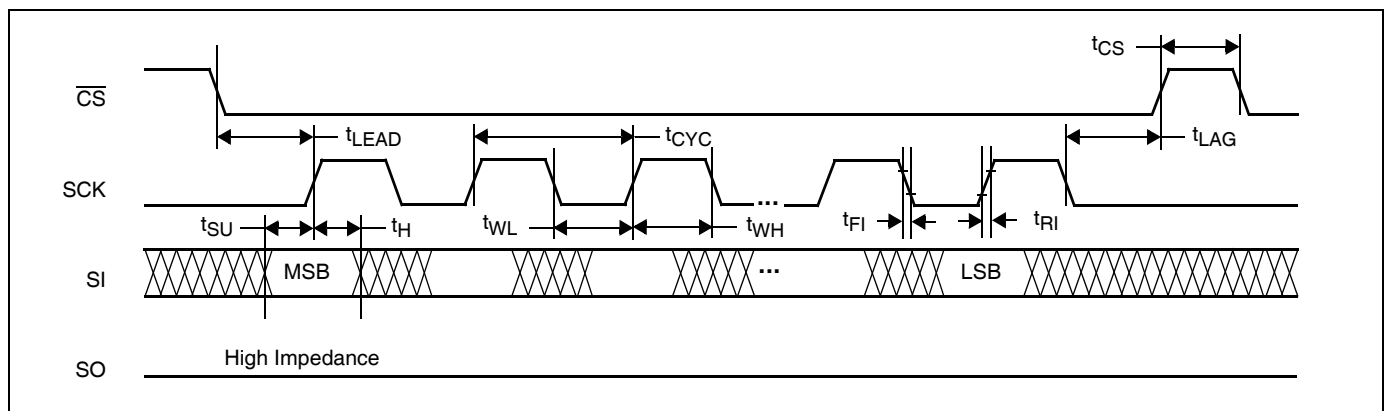 tCS
CS
tLEAD
tCYC
tLAG
SCK
...
tSU
tH
tWL
tWH
tFI
tRI
SI
MSB
...
LSB
High Impedance
SO